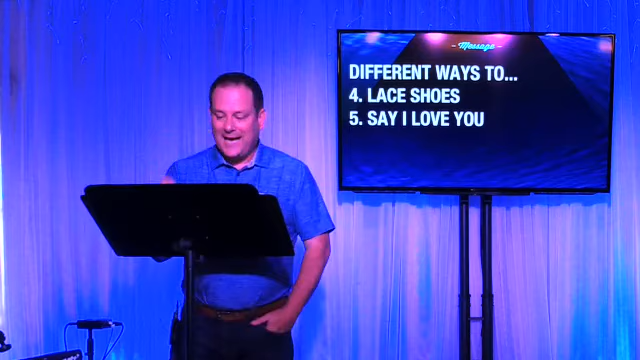 – Message –
DIFFERENT WAYS TO...
4. LACE SHOES
5. SAY I LOVE YOU